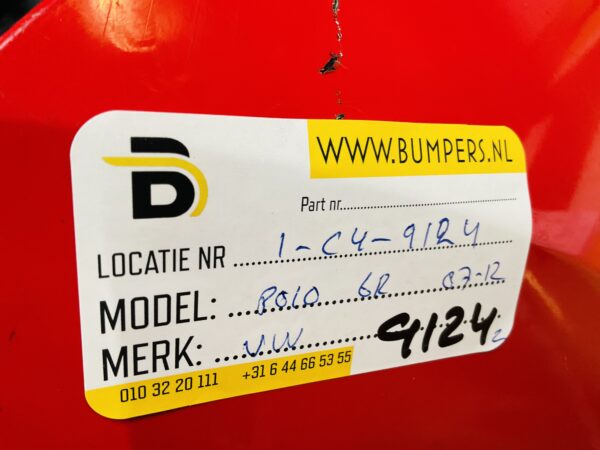 WWW.BUMPERS.NL
Part nr.
LOCATIE NR 1-C4-9124
MODEL: POLO 6R 07-12
MERK: VW 9124
010 32 20 111 +31 6 44 66 53 55